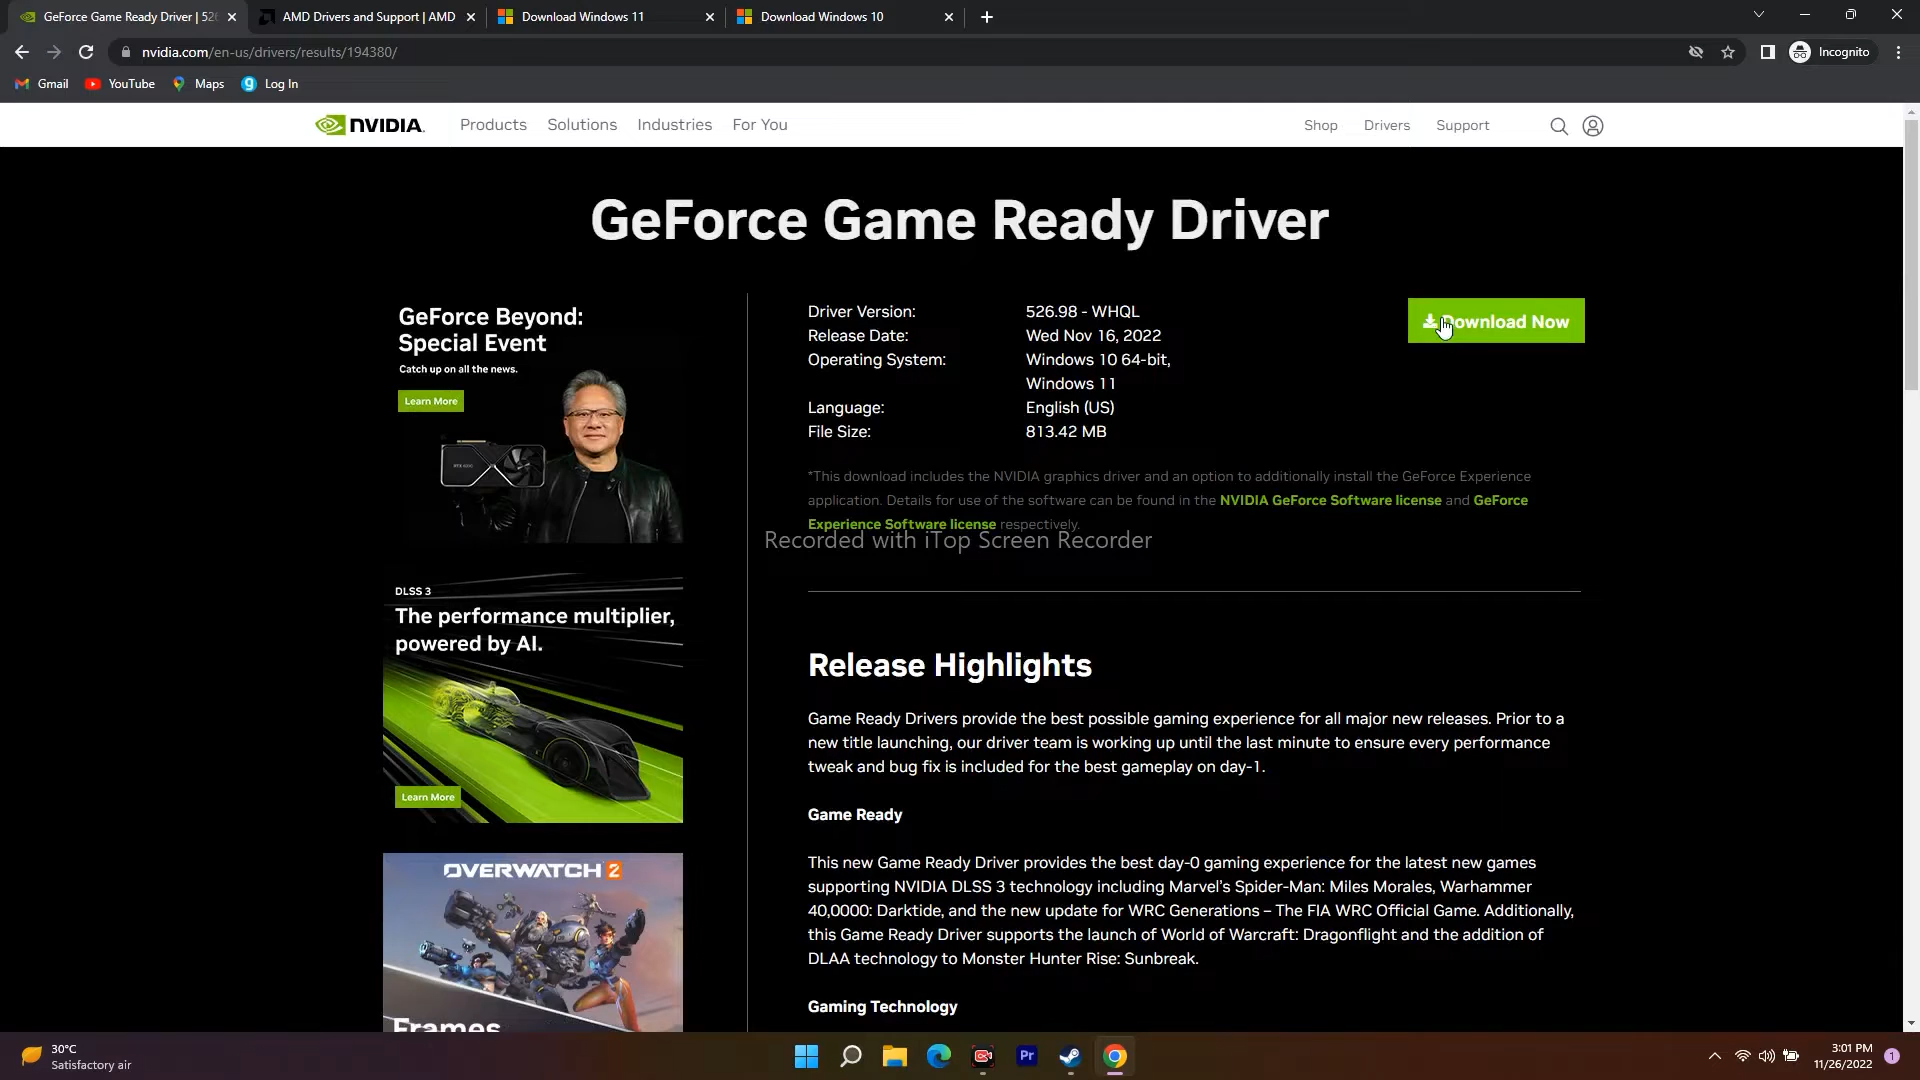 GeForce Game Ready Driver | 526
AMD Drivers and Support | AMD
Download Windows 11
Download Windows 10
nvidia.com/en-us/drivers/results/194380/
Incognito
Gmail
YouTube
Maps
Log In
NVIDIA.
Products
Solutions
Industries
For You
Shop
Drivers
Support
GeForce Game Ready Driver
GeForce Beyond:
Special Event
Catch up on all the news.
Learn More
DLSS 3
The performance multiplier,
powered by AI.
Learn More
OVERWATCH 2
Frames
Driver Version: 526.98 - WHQL
Release Date: Wed Nov 16, 2022
Operating System: Windows 10 64-bit,
Windows 11
Language: English (US)
File Size: 813.42 MB
Download Now
*This download includes the NVIDIA graphics driver and an option to additionally install the GeForce Experience
application. Details for use of the software can be found in the NVIDIA GeForce Software license and GeForce
Experience Software license respectively.
Recorded with iTop Screen Recorder
Release Highlights
Game Ready Drivers provide the best possible gaming experience for all major new releases. Prior to a
new title launching, our driver team is working up until the last minute to ensure every performance
tweak and bug fix is included for the best gameplay on day-1.
Game Ready
This new Game Ready Driver provides the best day-0 gaming experience for the latest new games
supporting NVIDIA DLSS 3 technology including Marvel's Spider-Man: Miles Morales, Warhammer
40,0000: Darktide, and the new update for WRC Generations – The FIA WRC Official Game. Additionally,
this Game Ready Driver supports the launch of World of Warcraft: Dragonflight and the addition of
DLAA technology to Monster Hunter Rise: Sunbreak.
Gaming Technology
30°C
Satisfactory air
Pr
3:01 PM
11/26/2022
1